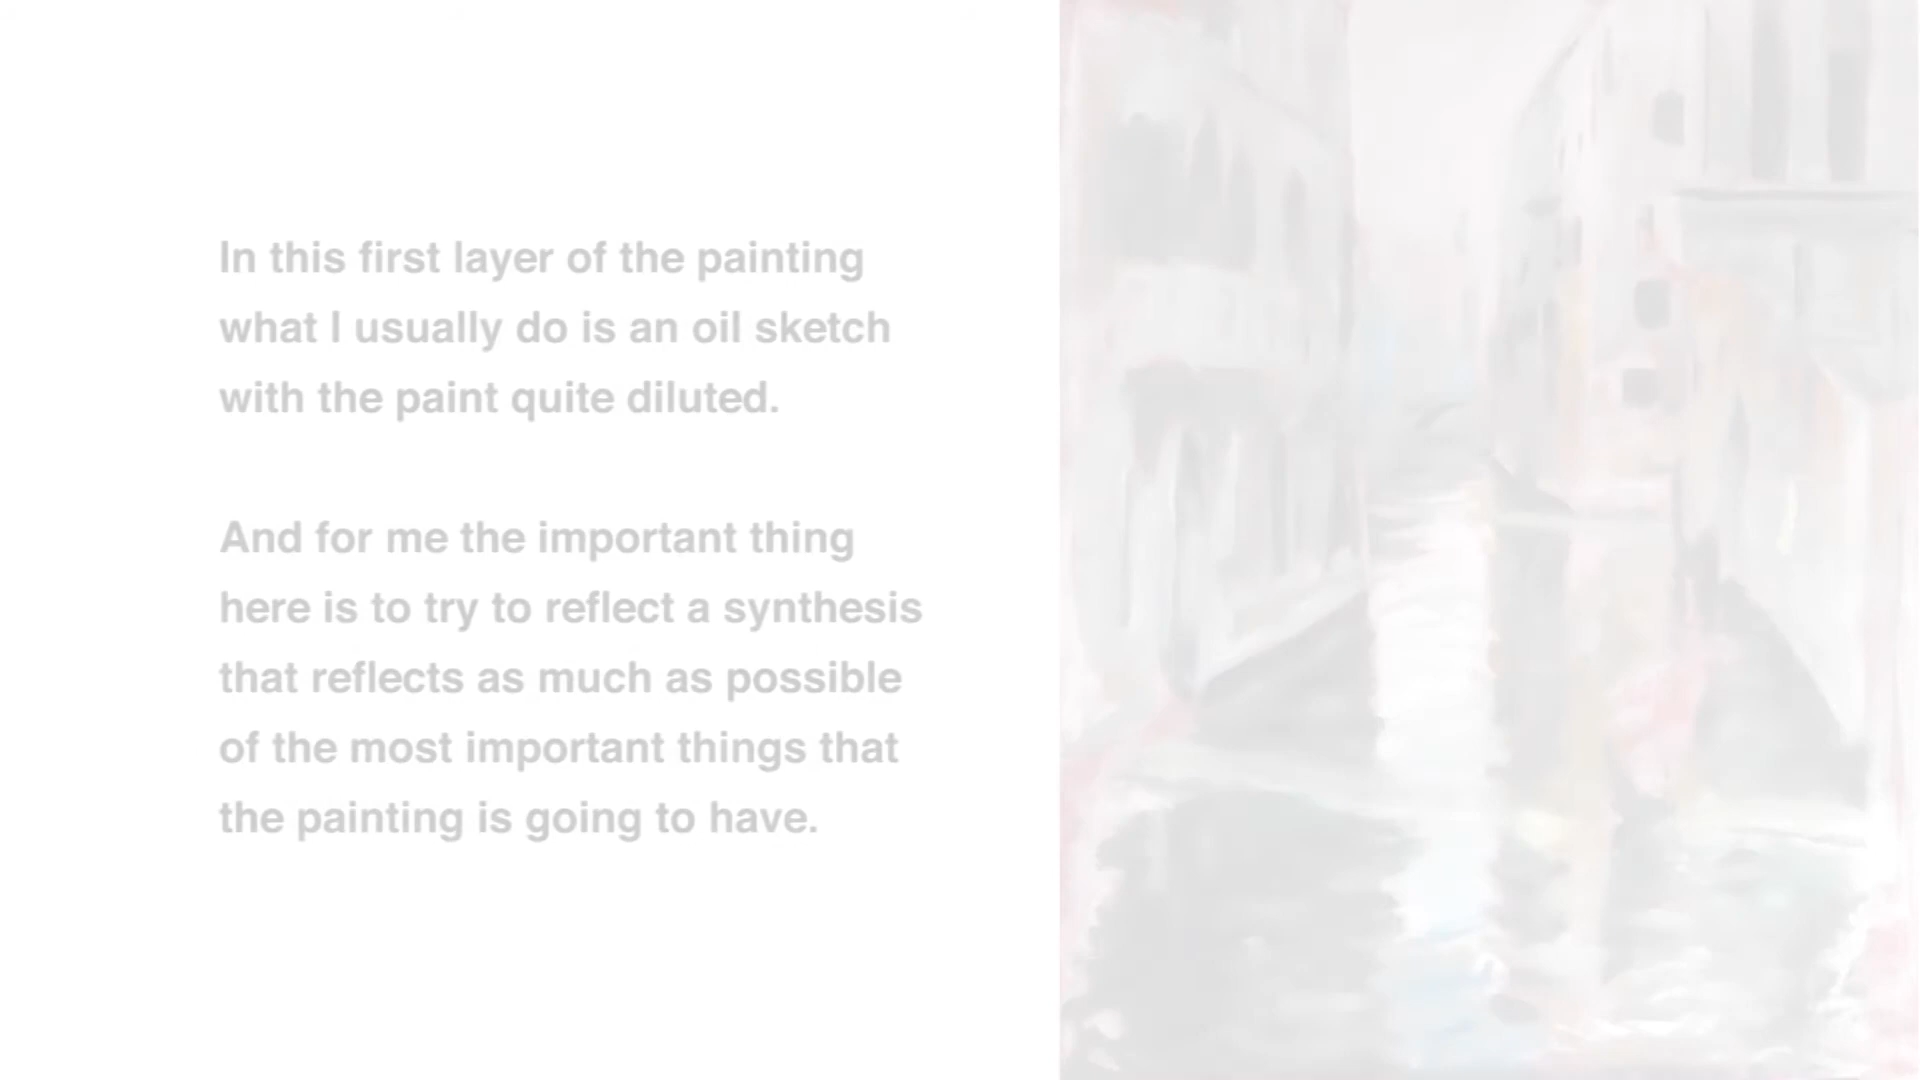 In this first layer of the painting
what I usually do is an oil sketch
with the paint quite diluted.
And for me the important thing
here is to try to reflect a synthesis
that reflects as much as possible
of the most important things that
the painting is going to have.